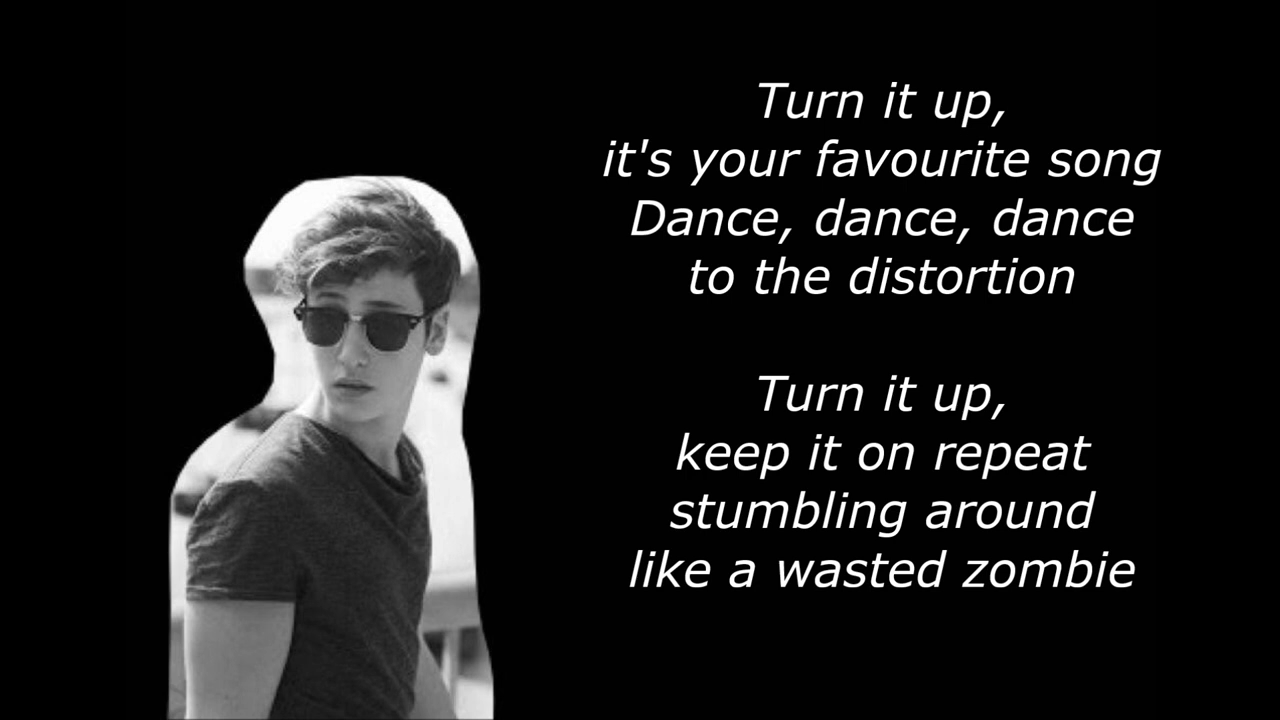 Turn it up,
it's your favourite song
Dance, dance, dance
to the distortion
Turn it up,
keep it on repeat
stumbling around
like a wasted zombie